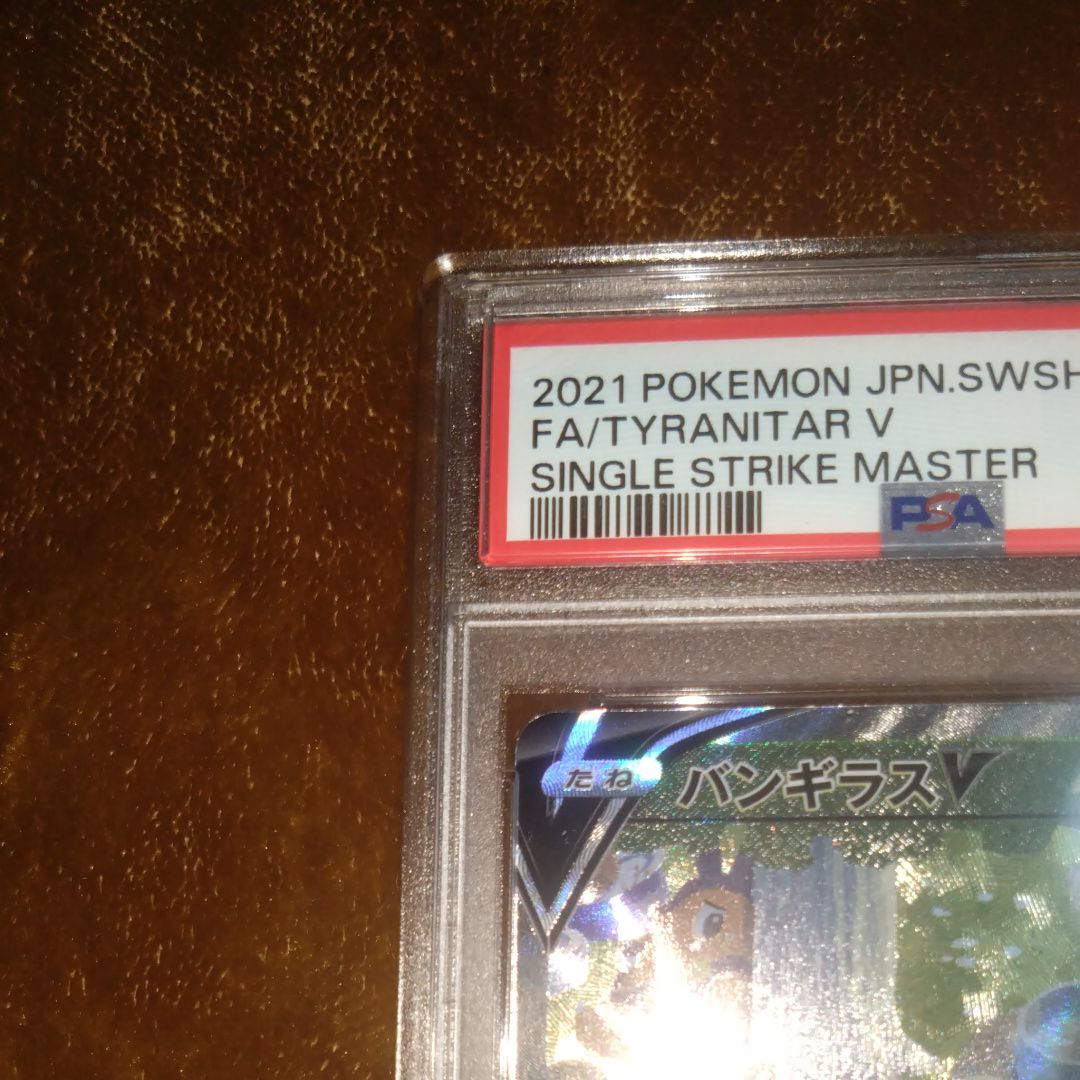 2021 POKEMON JPN.SWSH
FA/TYRANITAR V
SINGLE STRIKE MASTER
PSA
たね バンギラスV